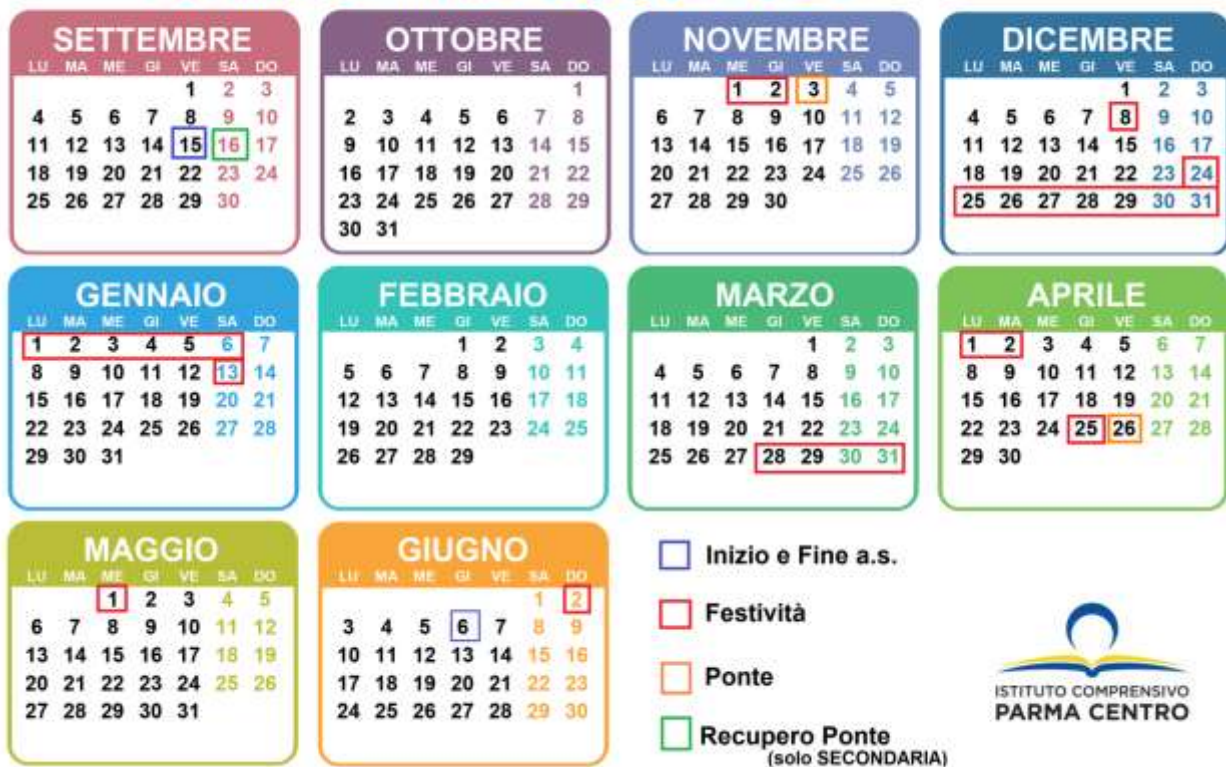 SETTEMBRE
LU MA ME GI VE SA DO
1 2 3
4 5 6 7 8 9 10
11 12 13 14 15 16 17
18 19 20 21 22 23 24
25 26 27 28 29 30
OTTOBRE
LU MA ME GI VE SA DO
1
2 3 4 5 6 7 8
9 10 11 12 13 14 15
16 17 18 19 20 21 22
23 24 25 26 27 28 29
30 31
NOVEMBRE
LU MA ME GI VE SA DO
1 2 3 4 5
6 7 8 9 10 11 12
13 14 15 16 17 18 19
20 21 22 23 24 25 26
27 28 29 30
DICEMBRE
LU MA ME GI VE SA DO
1 2 3
4 5 6 7 8 9 10
11 12 13 14 15 16 17
18 19 20 21 22 23 24
25 26 27 28 29 30 31
GENNAIO
LU MA ME GI VE SA DO
1 2 3 4 5 6 7
8 9 10 11 12 13 14
15 16 17 18 19 20 21
22 23 24 25 26 27 28
29 30 31
FEBBRAIO
LU MA ME GI VE SA DO
1 2 3 4
5 6 7 8 9 10 11
12 13 14 15 16 17 18
19 20 21 22 23 24 25
26 27 28 29
MARZO
LU MA ME GI VE SA DO
1 2 3
4 5 6 7 8 9 10
11 12 13 14 15 16 17
18 19 20 21 22 23 24
25 26 27 28 29 30 31
APRILE
LU MA ME GI VE SA DO
1 2 3 4 5 6 7
8 9 10 11 12 13 14
15 16 17 18 19 20 21
22 23 24 25 26 27 28
29 30
MAGGIO
LU MA ME GI VE SA DO
1 2 3 4 5
6 7 8 9 10 11 12
13 14 15 16 17 18 19
20 21 22 23 24 25 26
27 28 29 30 31
GIUGNO
LU MA ME GI VE SA DO
1 2
3 4 5 6 7 8 9
10 11 12 13 14 15 16
17 18 19 20 21 22 23
24 25 26 27 28 29 30
Inizio e Fine a.s.
Festività
Ponte
Recupero Ponte
(solo SECONDARIA)
ISTITUTO COMPRENSIVO
PARMA CENTRO